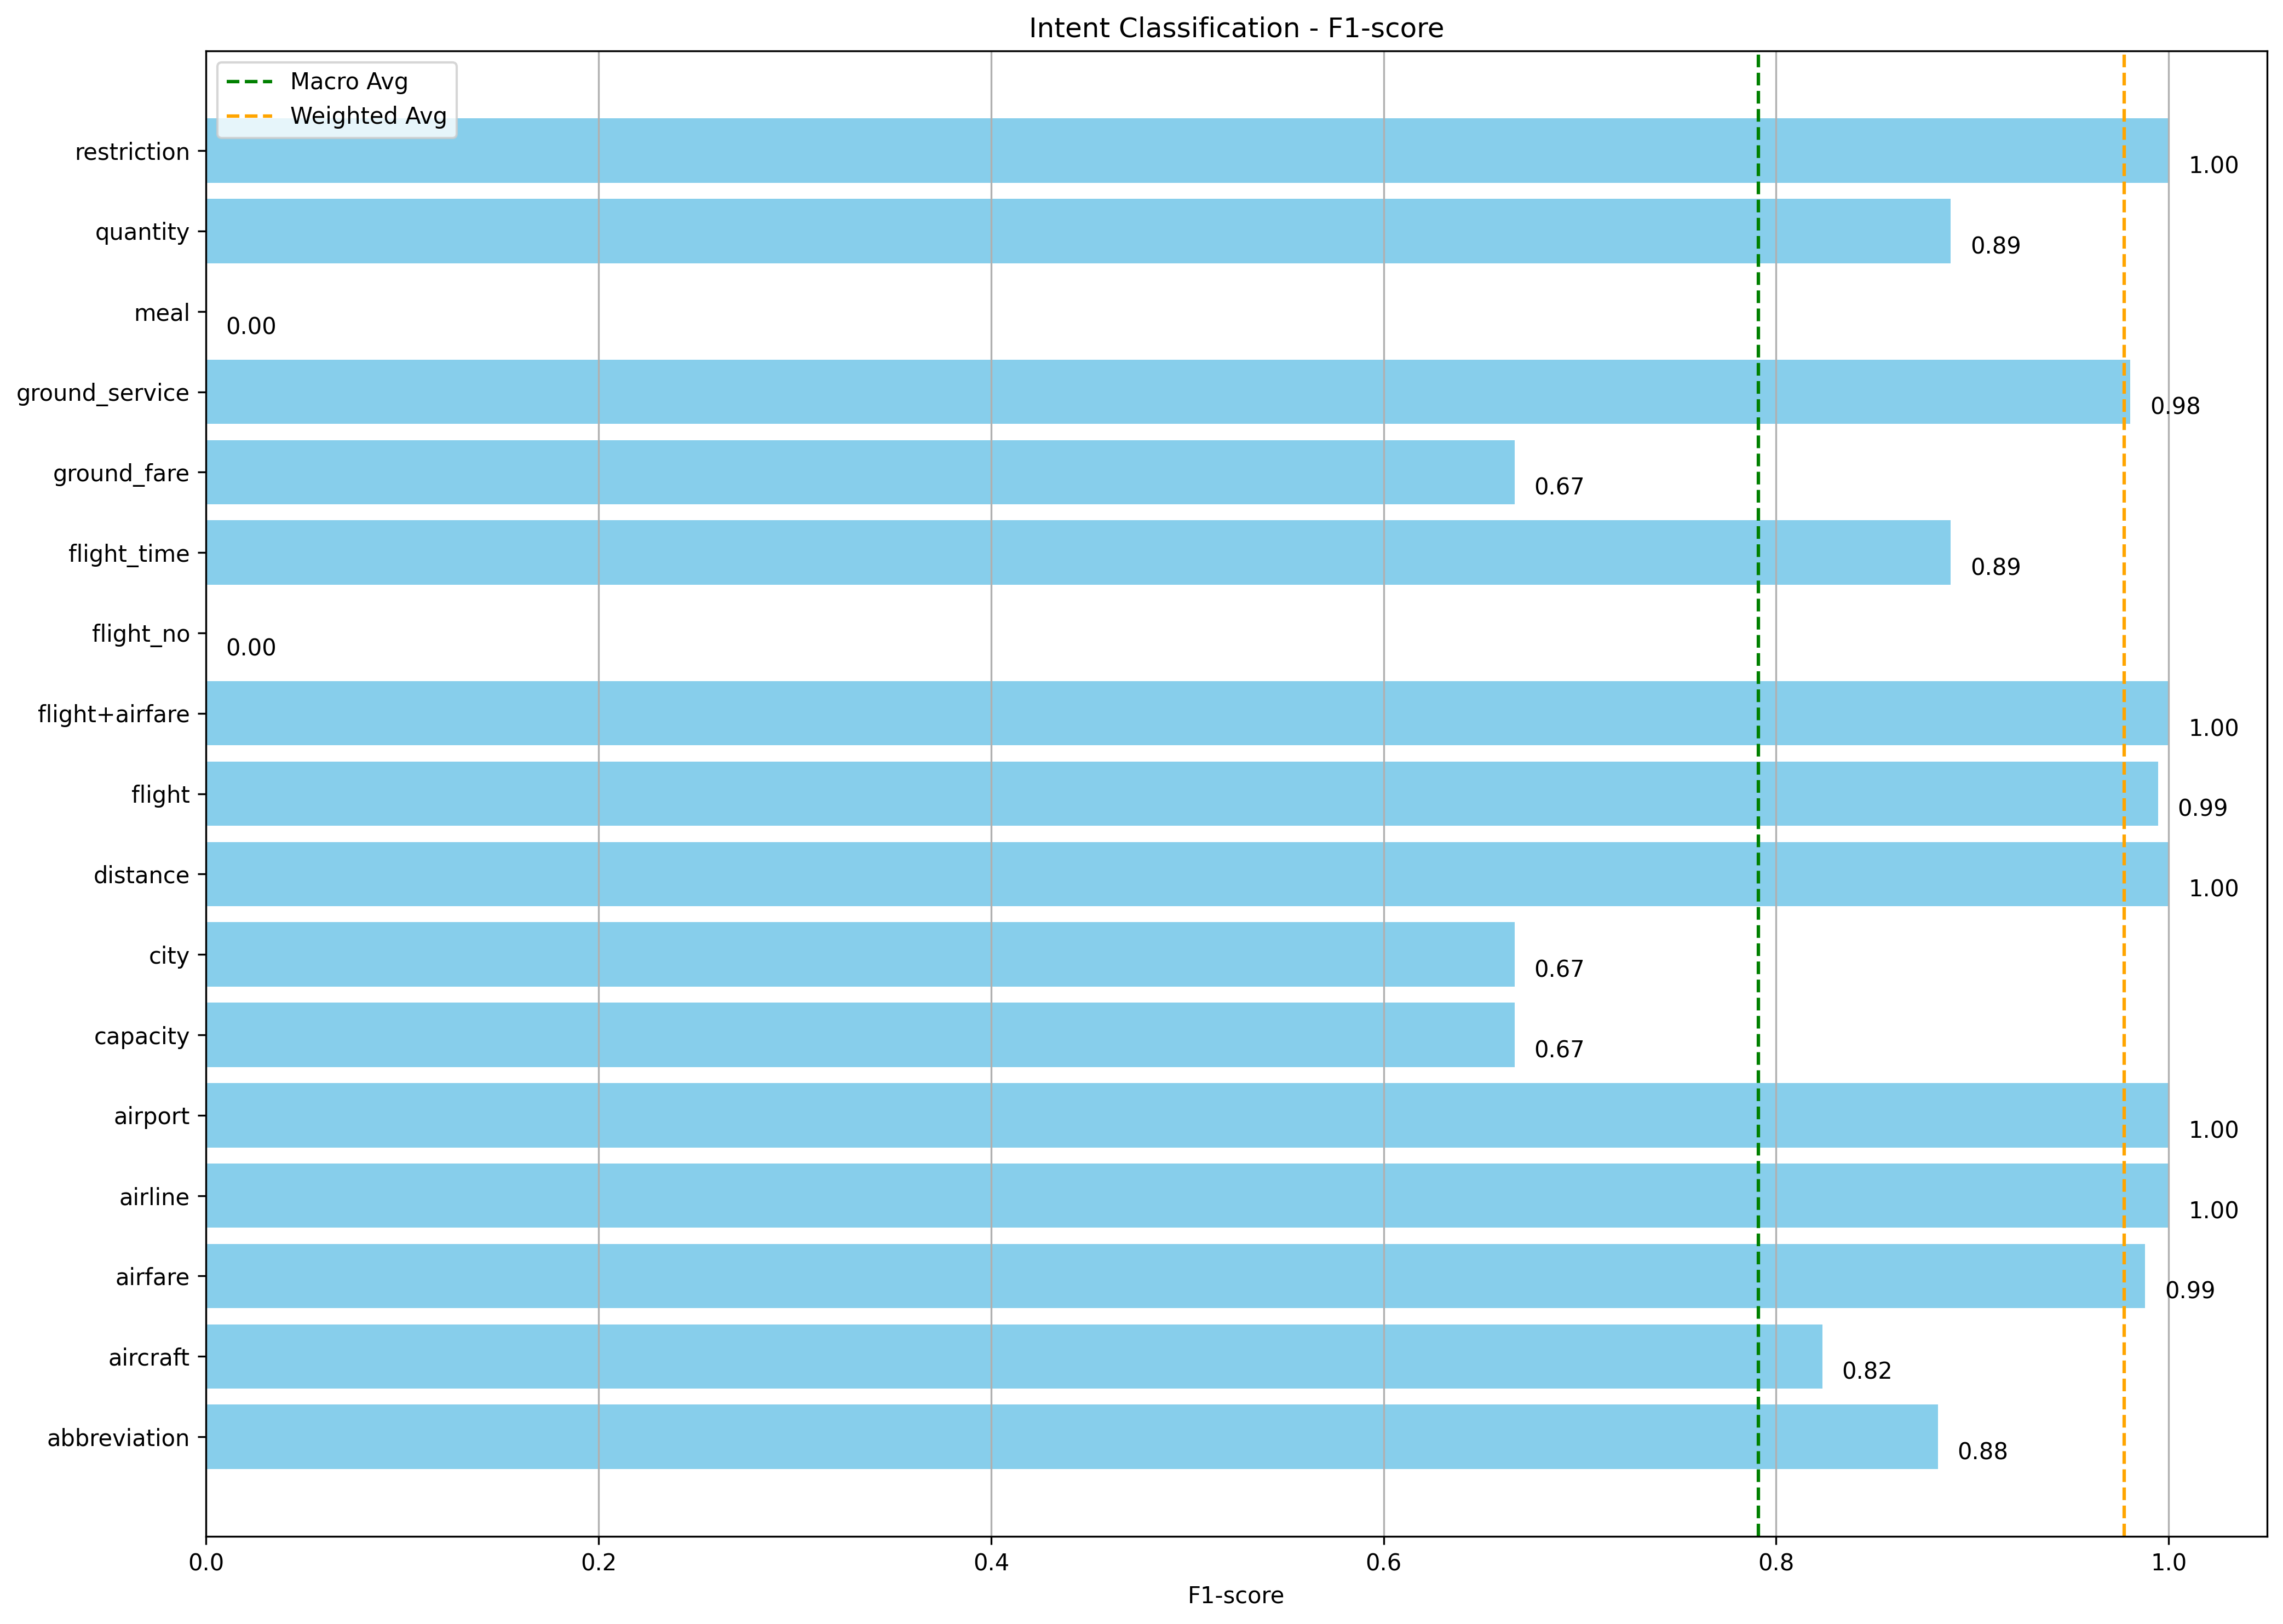 Intent Classification - F1-score
Macro Avg
Weighted Avg
restriction
1.00
quantity
0.89
meal
0.00
ground_service
0.98
ground_fare
0.67
flight_time
0.89
flight_no
0.00
flight+airfare
1.00
flight
0.99
distance
1.00
city
0.67
capacity
0.67
airport
1.00
airline
1.00
airfare
0.99
aircraft
0.82
abbreviation
0.88
0.0 0.2 0.4 0.6 0.8 1.0
F1-score